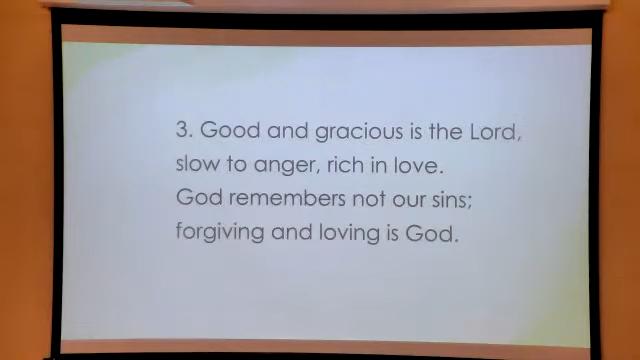 3. Good and gracious is the Lord,
slow to anger, rich in love.
God remembers not our sins;
forgiving and loving is God.